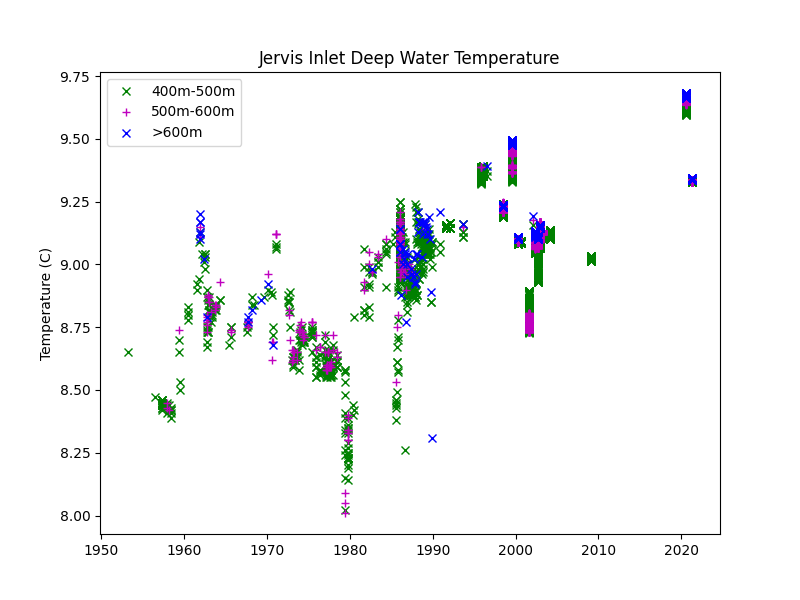 Jervis Inlet Deep Water Temperature
400m-500m
500m-600m
>600m
Temperature (C)
9.75
9.50
9.25
9.00
8.75
8.50
8.25
8.00
1950 1960 1970 1980 1990 2000 2010 2020